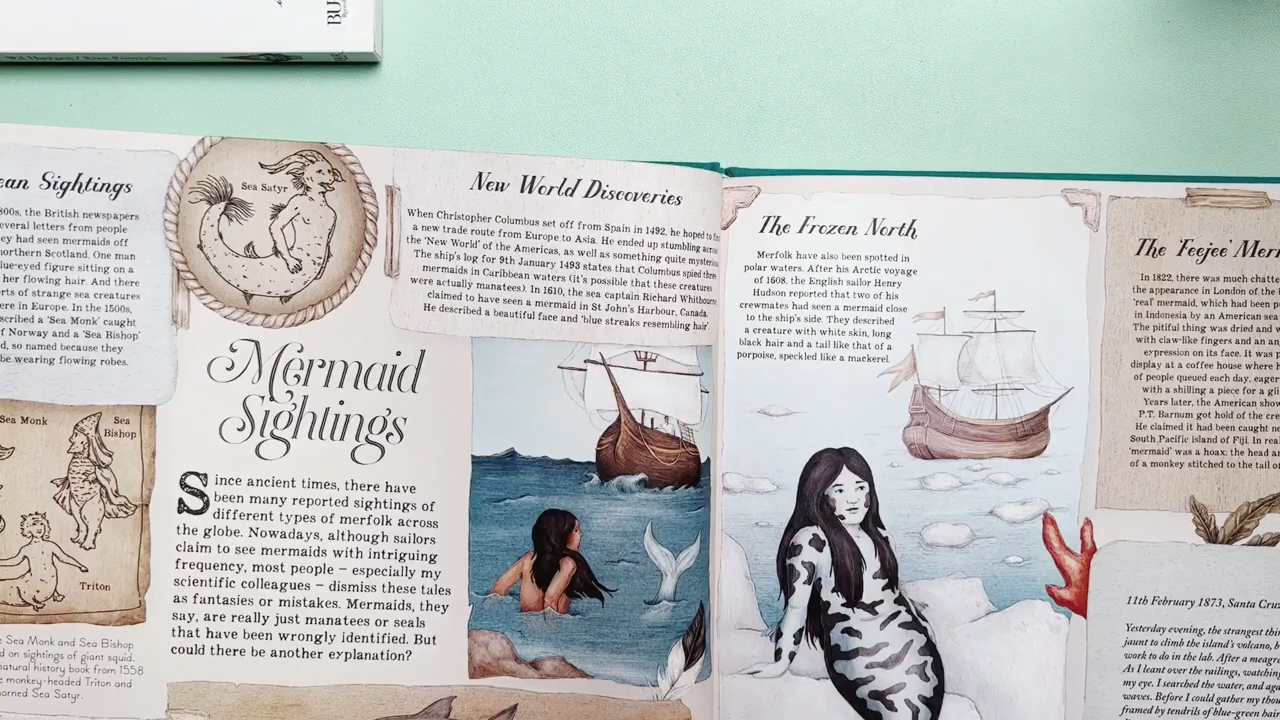 BU
ean Sightings
800s, the British newspapers
everal letters from people
ey had seen mermaids off
northern Scotland. One man
lue-eyed figure sitting on a
her flowing hair. And there
rts of strange sea creatures
ere in Europe. In the 1500s,
scribed a 'Sea Monk' caught
f Norway and a 'Sea Bishop'
d, so named because they
be wearing flowing robes.
Sea Monk
Sea
Bishop
Triton
Sea Monk and Sea Bishop
d on sightings of giant squid.
natural history book from 1558
e monkey-headed Triton and
horned Sea Satyr.
Sea Satyr
Mermaid
Sightings
Since ancient times, there have
been many reported sightings of
different types of merfolk across
the globe. Nowadays, although sailors
claim to see mermaids with intriguing
frequency, most people – especially my
scientific colleagues – dismiss these tales
as fantasies or mistakes. Mermaids, they
say, are really just manatees or seals
that have been wrongly identified. But
could there be another explanation?
New World Discoveries
When Christopher Columbus set off from Spain in 1492, he hoped to
a new trade route from Europe to Asia. He ended up stumbling across
the 'New World' of the Americas, as well as something quite mysterious
The ship's log for 9th January 1493 states that Columbus spied three
mermaids in Caribbean waters (it's possible that these creatures
were actually manatees). In 1610, the sea captain Richard Whitbourne
claimed to have seen a mermaid in St John's Harbour, Canada.
He described a beautiful face and 'blue streaks resembling hair'.
The Frozen North
Merfolk have also been spotted in
polar waters. After his Arctic voyage
of 1608, the English sailor Henry
Hudson reported that two of his
crewmates had seen a mermaid close
to the ship's side. They described
a creature with white skin, long
black hair and a tail like that of a
porpoise, speckled like a mackerel.
The 'Feejee' Mer
In 1822, there was much chatte
the appearance in London of the
'real' mermaid, which had been p
in Indonesia by an American sea
The pitiful thing was dried and
with claw-like fingers and an an
expression on its face. It was p
display at a coffee house where h
of people queued each day, eager
with a shilling a piece for a gli
Years later, the American show
P.T. Barnum got hold of the cre
He claimed it had been caught ne
South Pacific island of Fiji. In rea
'mermaid' was a hoax: the head a
of a monkey stitched to the tail o
11th February 1873, Santa Cru
Yesterday evening, the strangest thi
jaunt to climb the island's volcano, b
work to do in the lab. After a meagre
As I leant over the railings, watching
my eye. I searched the water, and aga
waves. Before I could gather my thou
framed by tendrils of blue-green hair